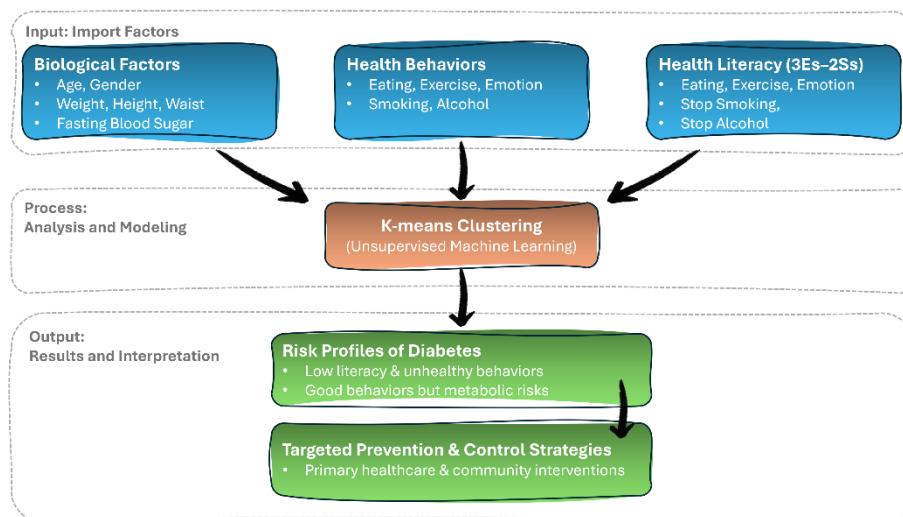 Input: Import Factors
Biological Factors
• Age, Gender
• Weight, Height, Waist
• Fasting Blood Sugar
Health Behaviors
• Eating, Exercise, Emotion
• Smoking, Alcohol
Health Literacy (3Es–2Ss)
• Eating, Exercise, Emotion
• Stop Smoking,
• Stop Alcohol
Process:
Analysis and Modeling
K-means Clustering
(Unsupervised Machine Learning)
Output:
Results and Interpretation
Risk Profiles of Diabetes
• Low literacy & unhealthy behaviors
• Good behaviors but metabolic risks
Targeted Prevention & Control Strategies
• Primary healthcare & community interventions